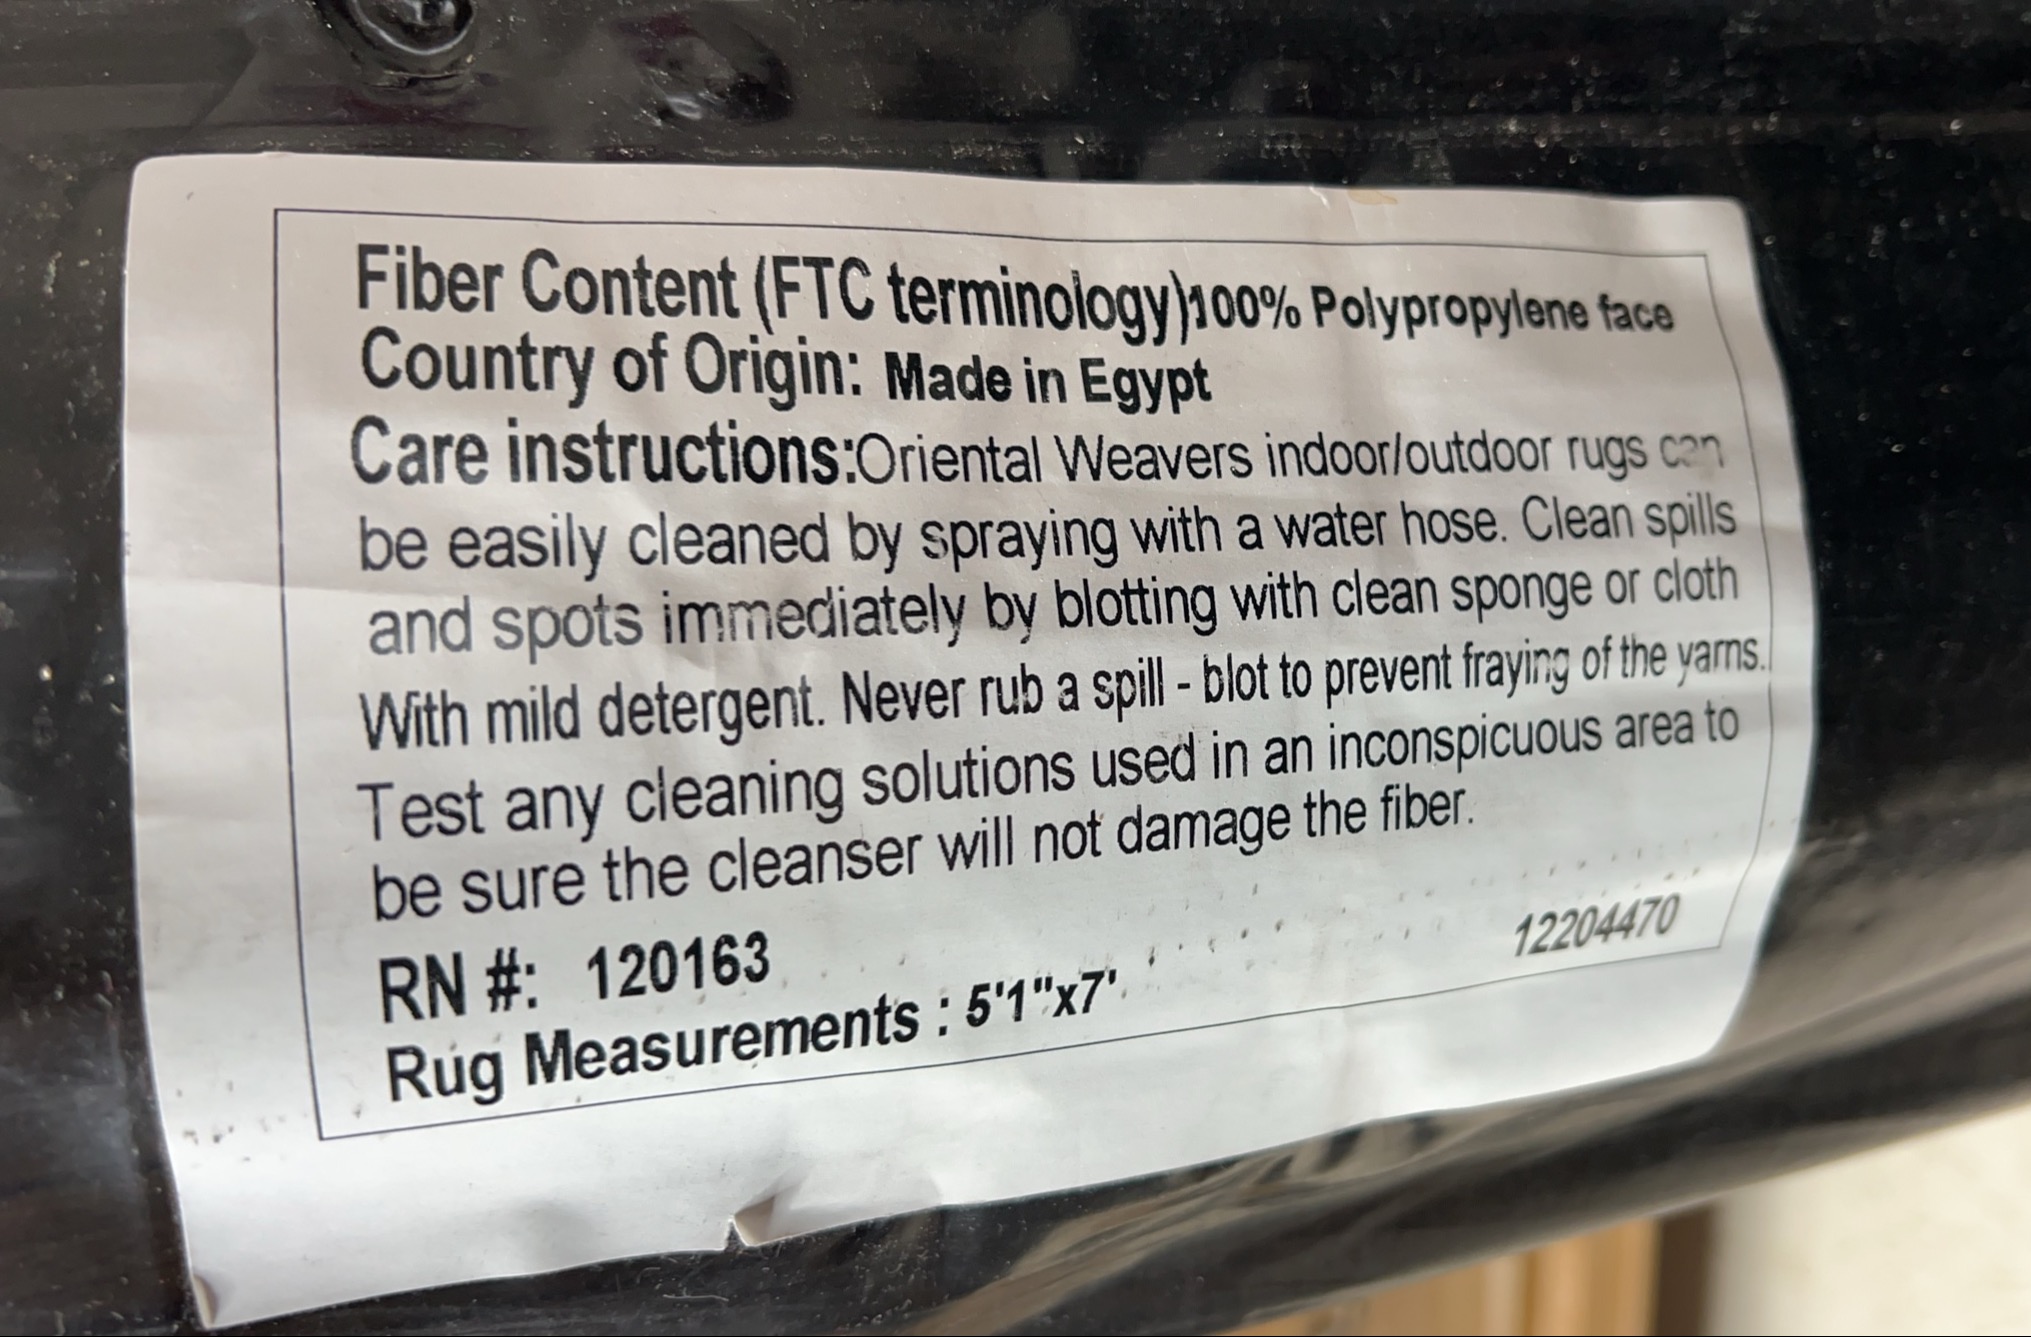 Fiber Content (FTC terminology)100% Polypropylene face
Country of Origin: Made in Egypt
Care instructions:Oriental Weavers indoor/outdoor rugs can
be easily cleaned by spraying with a water hose. Clean spills
and spots immediately by blotting with clean sponge or cloth
With mild detergent. Never rub a spill - blot to prevent fraying of the yarns.
Test any cleaning solutions used in an inconspicuous area to
be sure the cleanser will not damage the fiber.
RN #: 120163
12204470
Rug Measurements : 5'1"x7'